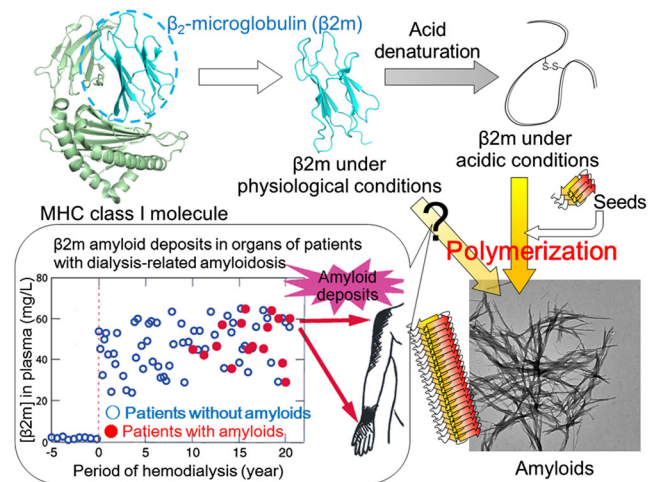 β₂-microglobulin (β2m)
Acid
denaturation
S-S
β2m under
physiological conditions
β2m under
acidic conditions
MHC class I molecule
Seeds
?
Polymerization
β2m amyloid deposits in organs of patients
with dialysis-related amyloidosis
Amyloid
deposits
[β2m] in plasma (mg/L)
80
60
40
20
0
Patients without amyloids
Patients with amyloids
-5 0 5 10 15 20
Period of hemodialysis (year)
Amyloids